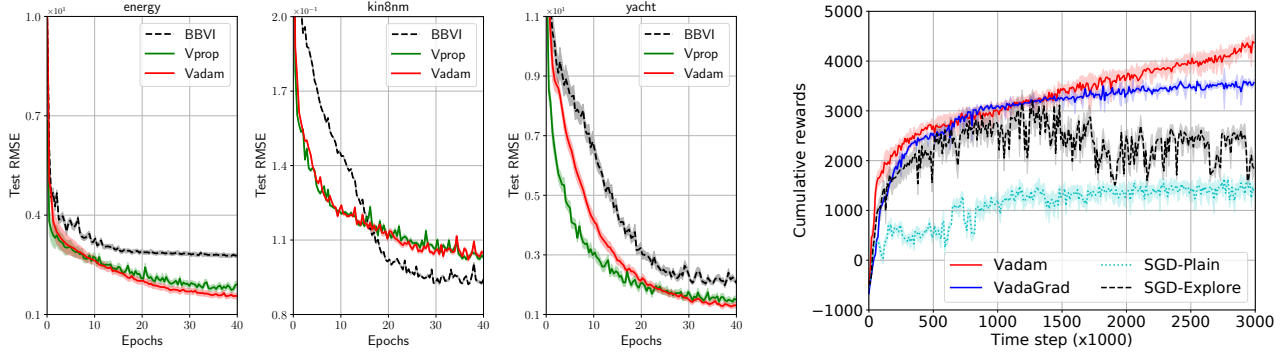 energy
×10¹
1.0
0.4
0.1
Test RMSE
0
10
20
30
40
Epochs
BBVI
Vprop
Vadam
kin8nm
×10⁻¹
2.0
1.7
1.4
1.1
0.8
Test RMSE
0
10
20
30
40
Epochs
BBVI
Vprop
Vadam
yacht
×10¹
1.1
0.9
0.7
0.5
0.3
0.1
Test RMSE
0
10
20
30
40
Epochs
BBVI
Vprop
Vadam
5000
4000
3000
2000
1000
0
−1000
Cumulative rewards
0
500
1000
1500
2000
2500
3000
Time step (x1000)
Vadam
VadaGrad
SGD-Plain
SGD-Explore